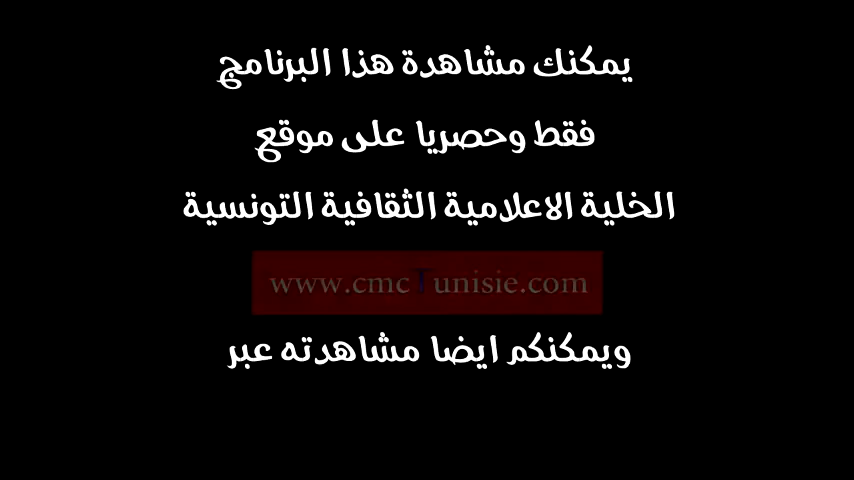 يمكنك مشاهدة هذا البرنامج
فقط وحصريا على موقع
الخلية الاعلامية الثقافية التونسية
www.cmcTunisie.com
ويمكنكم ايضا مشاهدته عبر